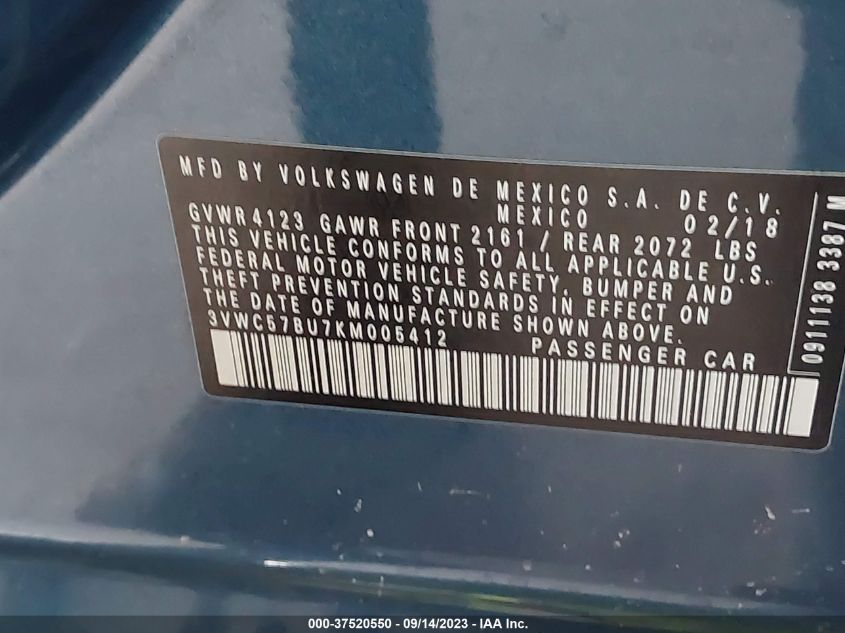 MFD BY VOLKSWAGEN DE MEXICO S.A. DE C.V.
MEXICO 02/18
GVWR 4123 GAWR FRONT 2161 / REAR 2072 LBS
THIS VEHICLE CONFORMS TO ALL APPLICABLE U.S.
FEDERAL MOTOR VEHICLE SAFETY, BUMPER AND
THEFT PREVENTION STANDARDS IN EFFECT ON
THE DATE OF MANUFACTURE SHOWN ABOVE.
3VWC57BU7KM005412 PASSENGER CAR
0911138 3387 M
000-37520550 - 09/14/2023 - IAA Inc.